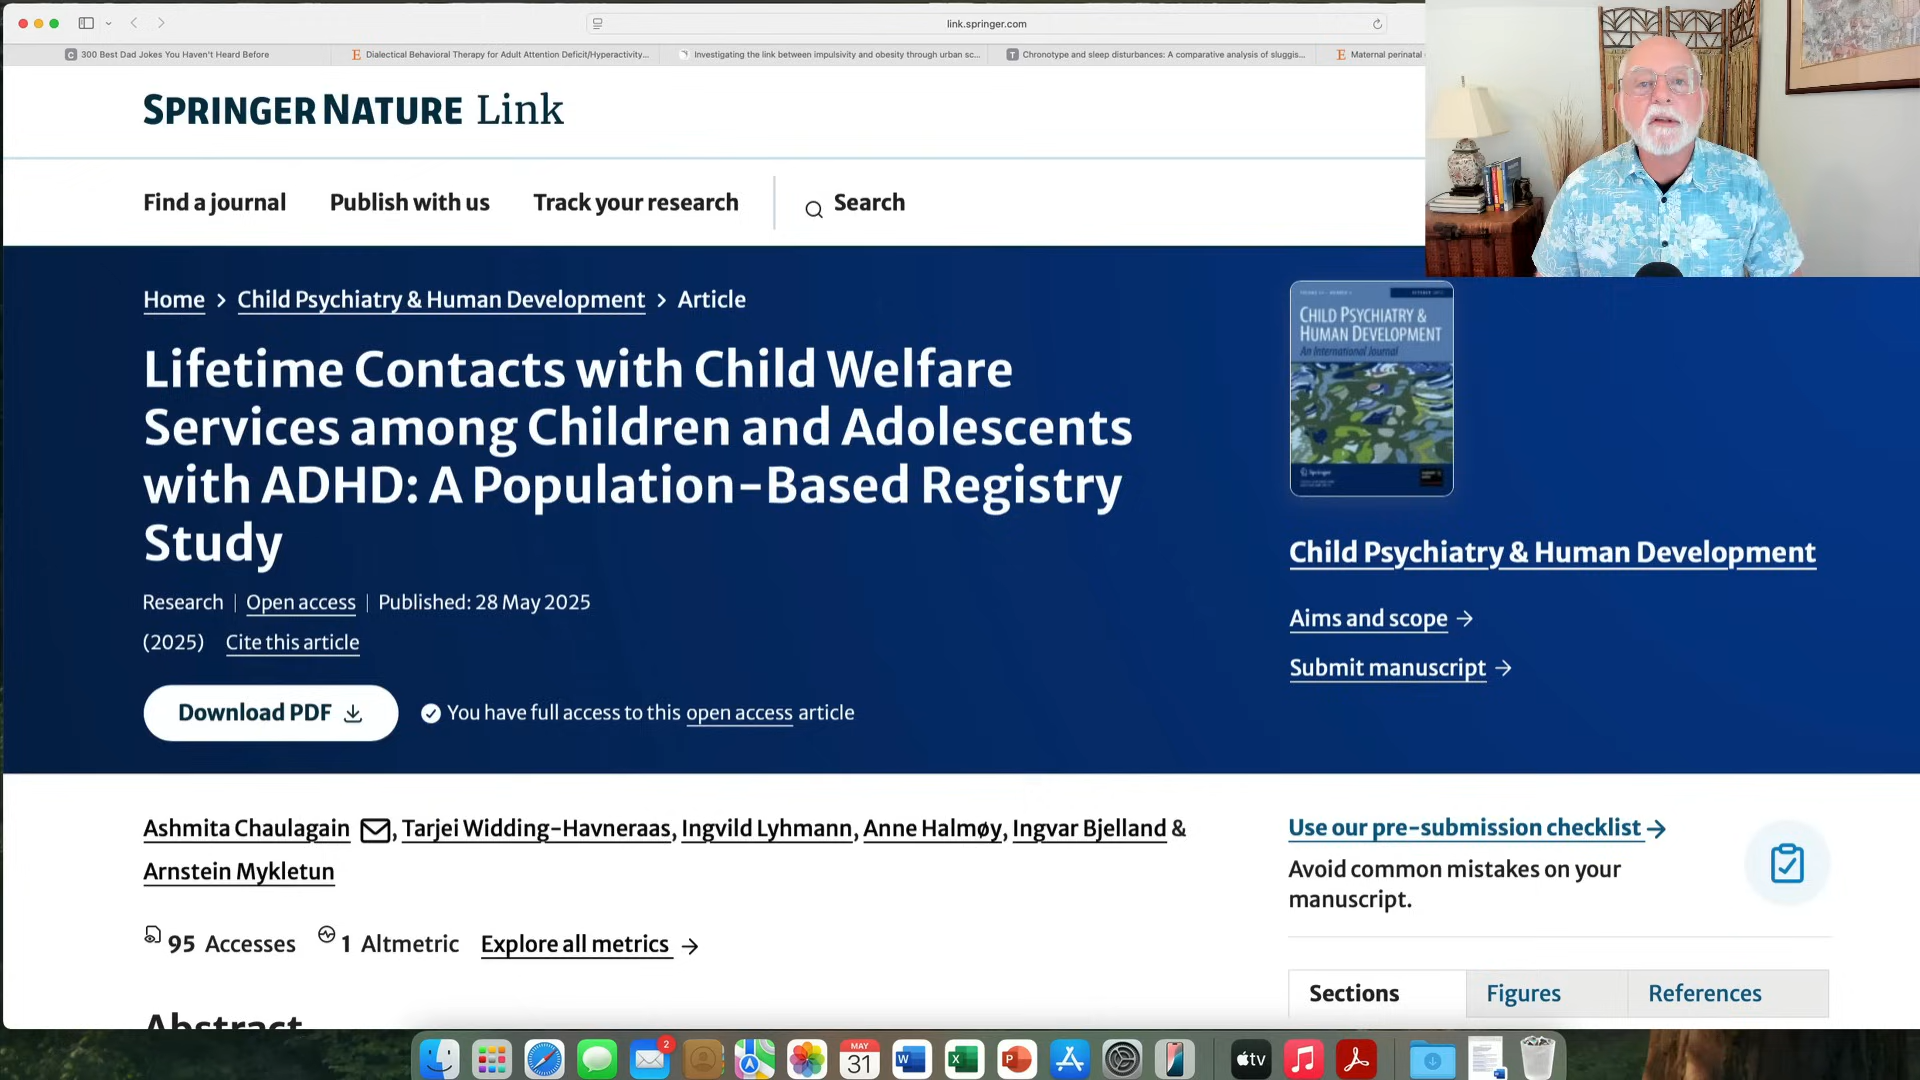 link.springer.com
300 Best Dad Jokes You Haven't Heard Before
Dialectical Behavioral Therapy for Adult Attention Deficit/Hyperactivity...
Investigating the link between impulsivity and obesity through urban sc...
Chronotype and sleep disturbances: A comparative analysis of sluggis...
Maternal perinatal
SPRINGER NATURE Link
Find a journal
Publish with us
Track your research
Search
Home > Child Psychiatry & Human Development > Article
Lifetime Contacts with Child Welfare
Services among Children and Adolescents
with ADHD: A Population-Based Registry
Study
Research | Open access | Published: 28 May 2025
(2025) Cite this article
Download PDF
You have full access to this open access article
CHILD PSYCHIATRY &
HUMAN DEVELOPMENT
An International Journal
Springer
Child Psychiatry & Human Development
Aims and scope →
Submit manuscript →
Ashmita Chaulagain, Tarjei Widding-Havneraas, Ingvild Lyhmann, Anne Halmøy, Ingvar Bjelland &
Arnstein Mykletun
95 Accesses 1 Altmetric Explore all metrics →
Abstract
Use our pre-submission checklist →
Avoid common mistakes on your
manuscript.
Sections
Figures
References
2
MAY
31
W
X
P
tv